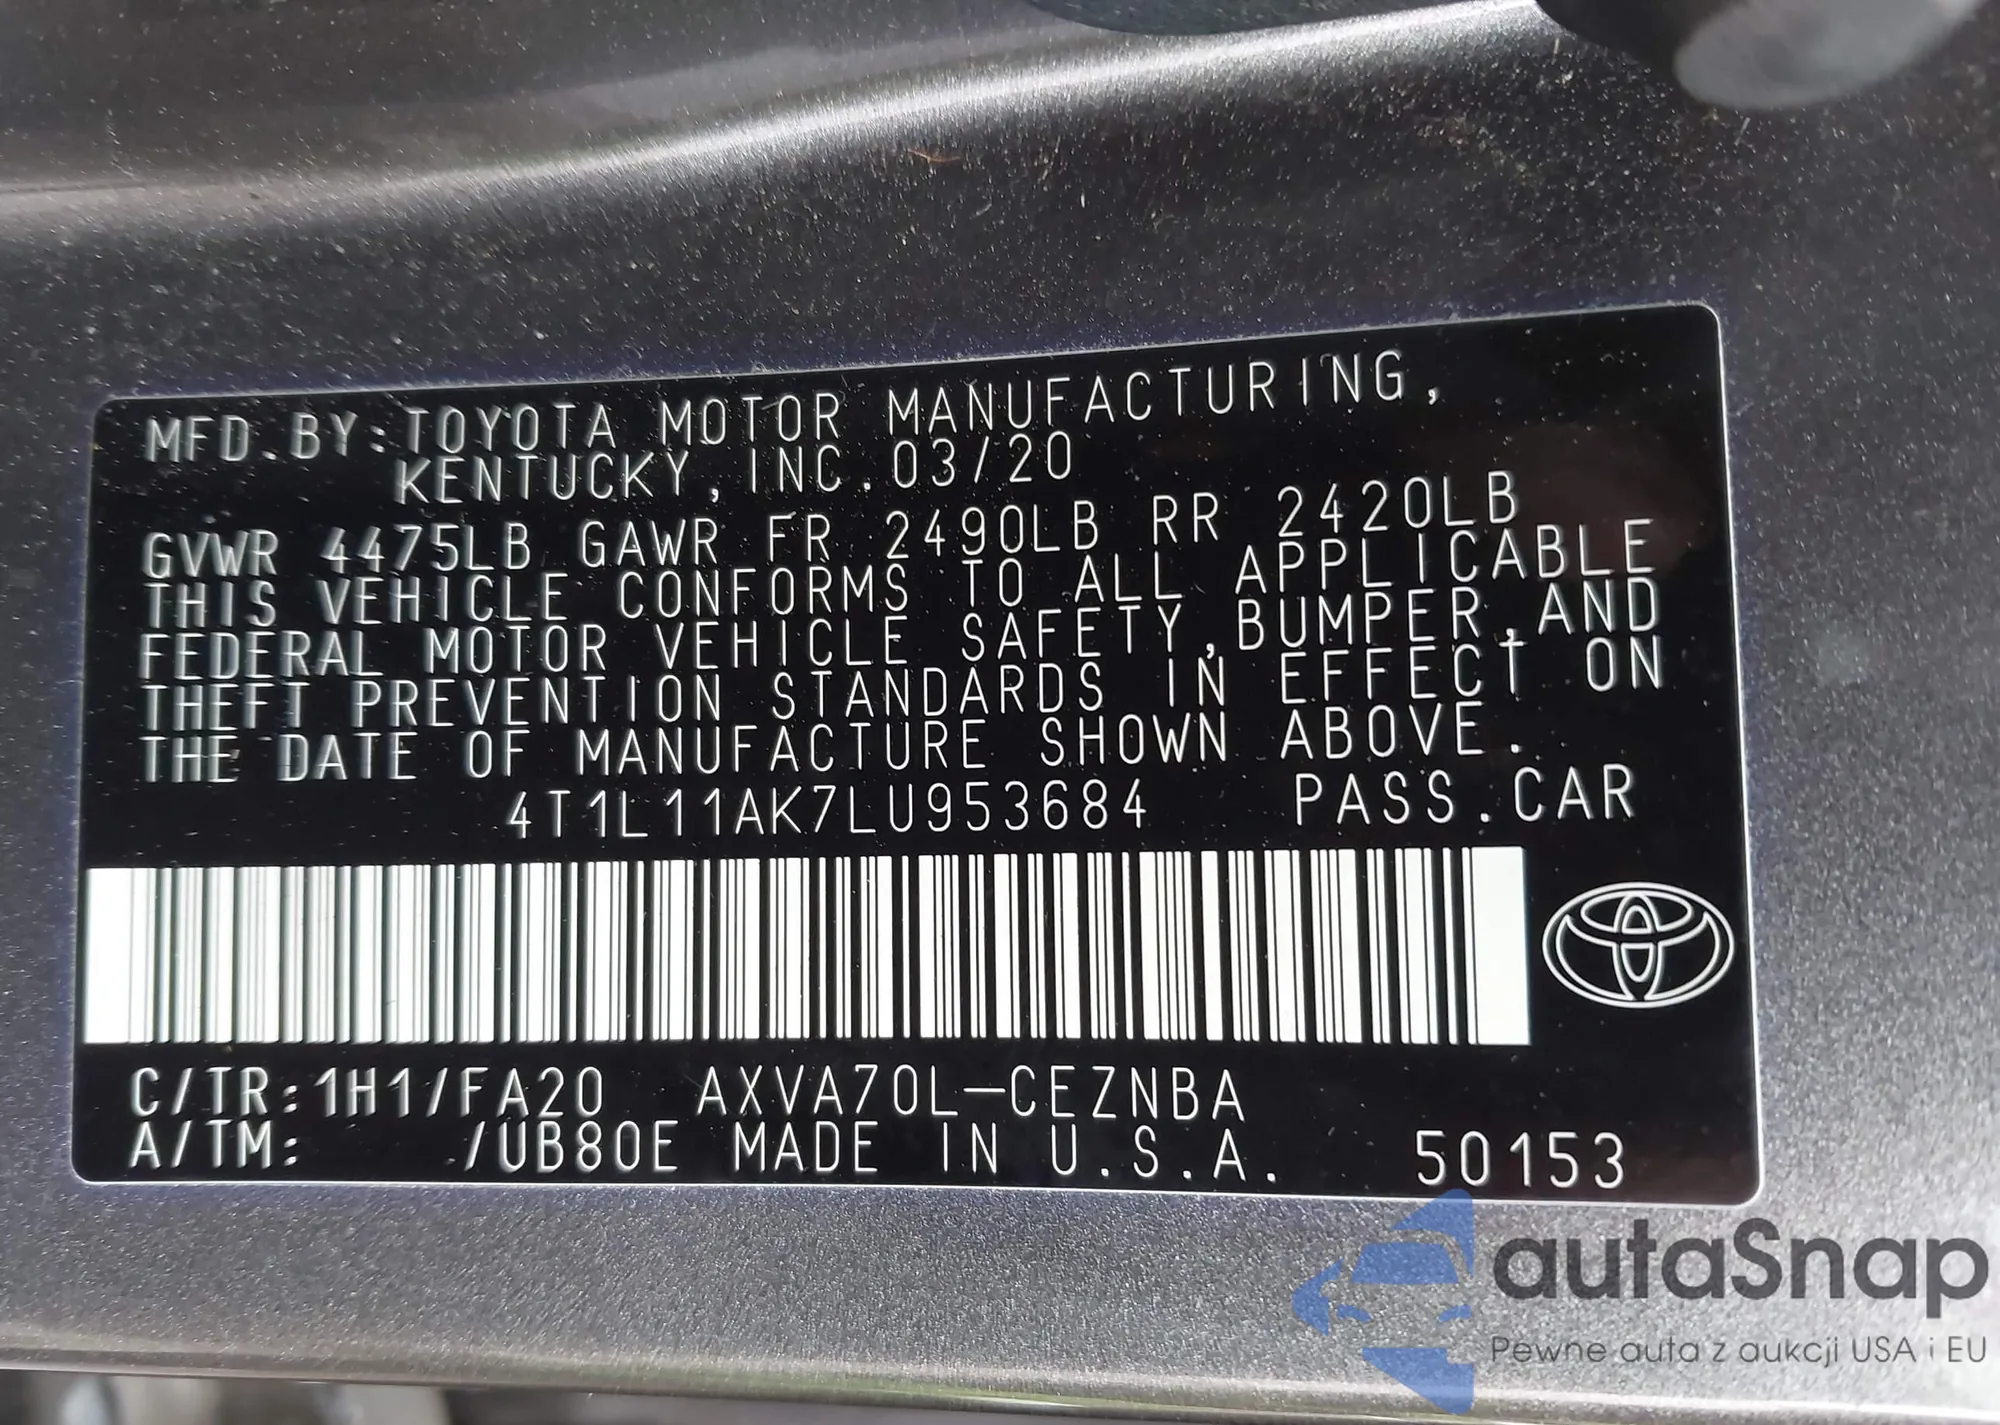 MFD.BY:TOYOTA MOTOR MANUFACTURING,
KENTUCKY, INC. 03/20
GVWR 4475LB GAWR FR 2490LB RR 2420LB
THIS VEHICLE CONFORMS TO ALL APPLICABLE
FEDERAL MOTOR VEHICLE SAFETY,BUMPER,AND
THEFT PREVENTION STANDARDS IN EFFECT ON
THE DATE OF MANUFACTURE SHOWN ABOVE.
4T1L11AK7LU953684 PASS.CAR
C/TR:1H1/FA20 AXVA70L-CEZNBA
A/TM: /UB80E MADE IN U.S.A. 50153
autaSnap
Pewne auta z aukcji USA i EU